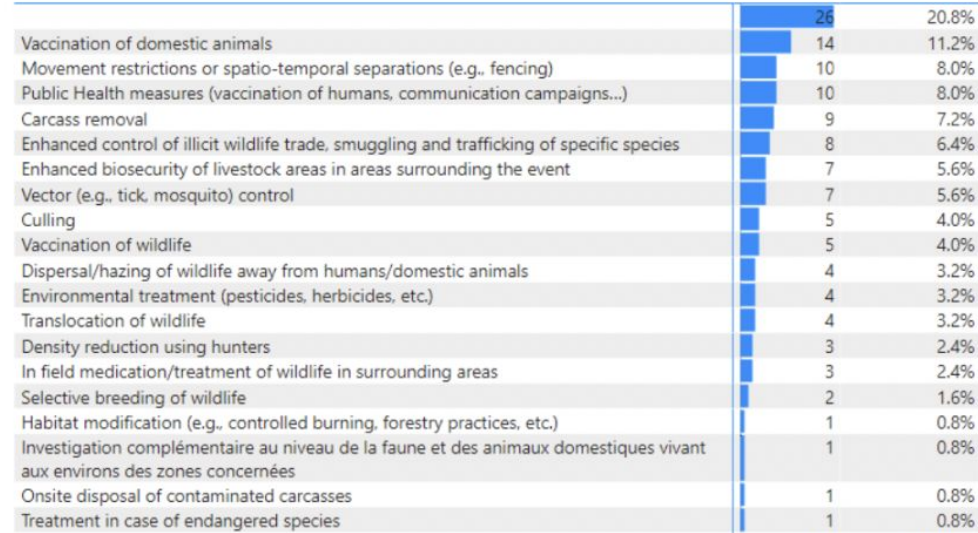 26 20.8%
Vaccination of domestic animals 14 11.2%
Movement restrictions or spatio-temporal separations (e.g., fencing) 10 8.0%
Public Health measures (vaccination of humans, communication campaigns...) 10 8.0%
Carcass removal 9 7.2%
Enhanced control of illicit wildlife trade, smuggling and trafficking of specific species 8 6.4%
Enhanced biosecurity of livestock areas in areas surrounding the event 7 5.6%
Vector (e.g., tick, mosquito) control 7 5.6%
Culling 5 4.0%
Vaccination of wildlife 5 4.0%
Dispersal/hazing of wildlife away from humans/domestic animals 4 3.2%
Environmental treatment (pesticides, herbicides, etc.) 4 3.2%
Translocation of wildlife 4 3.2%
Density reduction using hunters 3 2.4%
In field medication/treatment of wildlife in surrounding areas 3 2.4%
Selective breeding of wildlife 2 1.6%
Habitat modification (e.g., controlled burning, forestry practices, etc.) 1 0.8%
Investigation complémentaire au niveau de la faune et des animaux domestiques vivant 1 0.8%
aux environs des zones concernées
Onsite disposal of contaminated carcasses 1 0.8%
Treatment in case of endangered species 1 0.8%